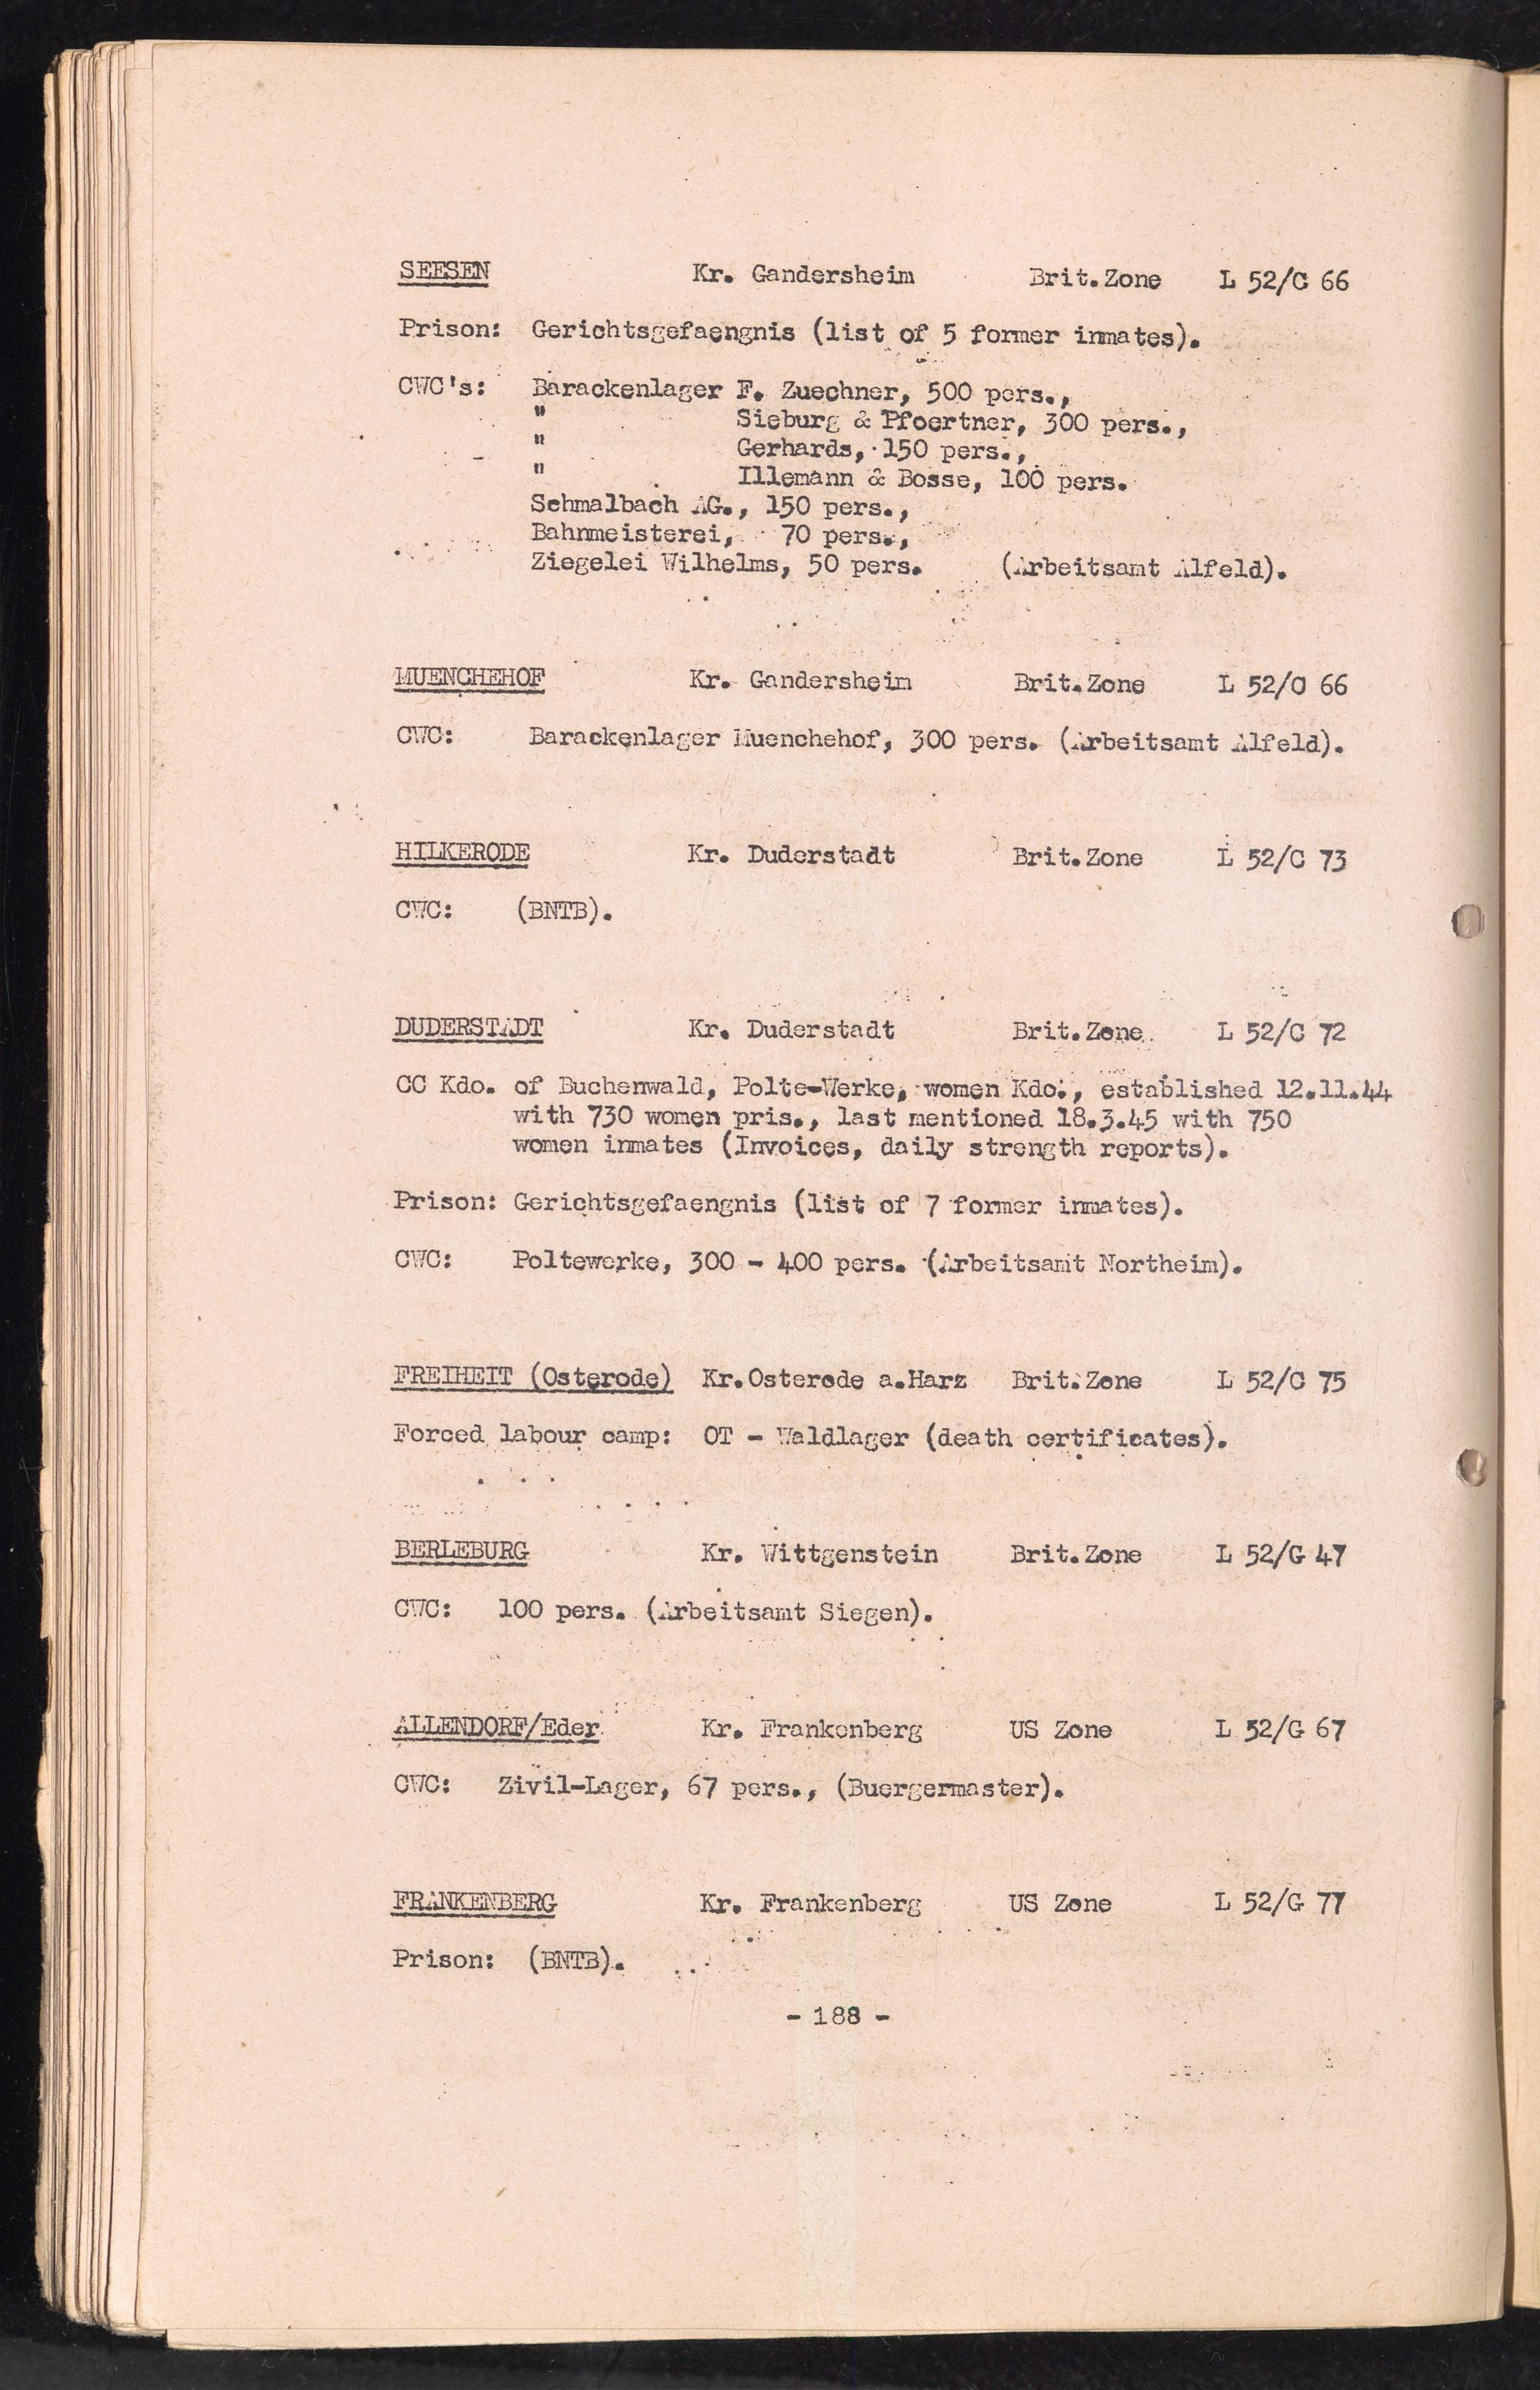 SEESEN Kr. Gandersheim Brit.Zone L 52/C 66
Prison: Gerichtsgefaengnis (list of 5 former inmates).
CWC's: Barackenlager F. Zuechner, 500 pers.,
" Sieburg & Pfoertner, 300 pers.,
" Gerhards, 150 pers.,
" Illemann & Bosse, 100 pers.
Schmalbach AG., 150 pers.,
Bahnmeisterei, 70 pers.,
Ziegelei Wilhelms, 50 pers. (Arbeitsamt Alfeld).
MUENCHEHOF Kr. Gandersheim Brit.Zone L 52/C 66
CWC: Barackenlager Muenchehof, 300 pers. (Arbeitsamt Alfeld).
HILKERODE Kr. Duderstadt Brit.Zone L 52/C 73
CWC: (BNTB).
DUDERSTADT Kr. Duderstadt Brit.Zone L 52/C 72
CC Kdo. of Buchenwald, Polte-Werke, women Kdo., established 12.11.44
with 730 women pris., last mentioned 18.3.45 with 750
women inmates (Invoices, daily strength reports).
Prison: Gerichtsgefaengnis (list of 7 former inmates).
CWC: Poltewerke, 300 - 400 pers. (Arbeitsamt Northeim).
FREIHEIT (Osterode) Kr.Osterode a.Harz Brit.Zone L 52/C 75
Forced labour camp: OT - Waldlager (death certificates).
BERLEBURG Kr. Wittgenstein Brit.Zone L 52/G 47
CWC: 100 pers. (Arbeitsamt Siegen).
ALLENDORF/Eder Kr. Frankenberg US Zone L 52/G 67
CWC: Zivil-Lager, 67 pers., (Buergermaster).
FRANKENBERG Kr. Frankenberg US Zone L 52/G 77
Prison: (BNTB).
- 188 -